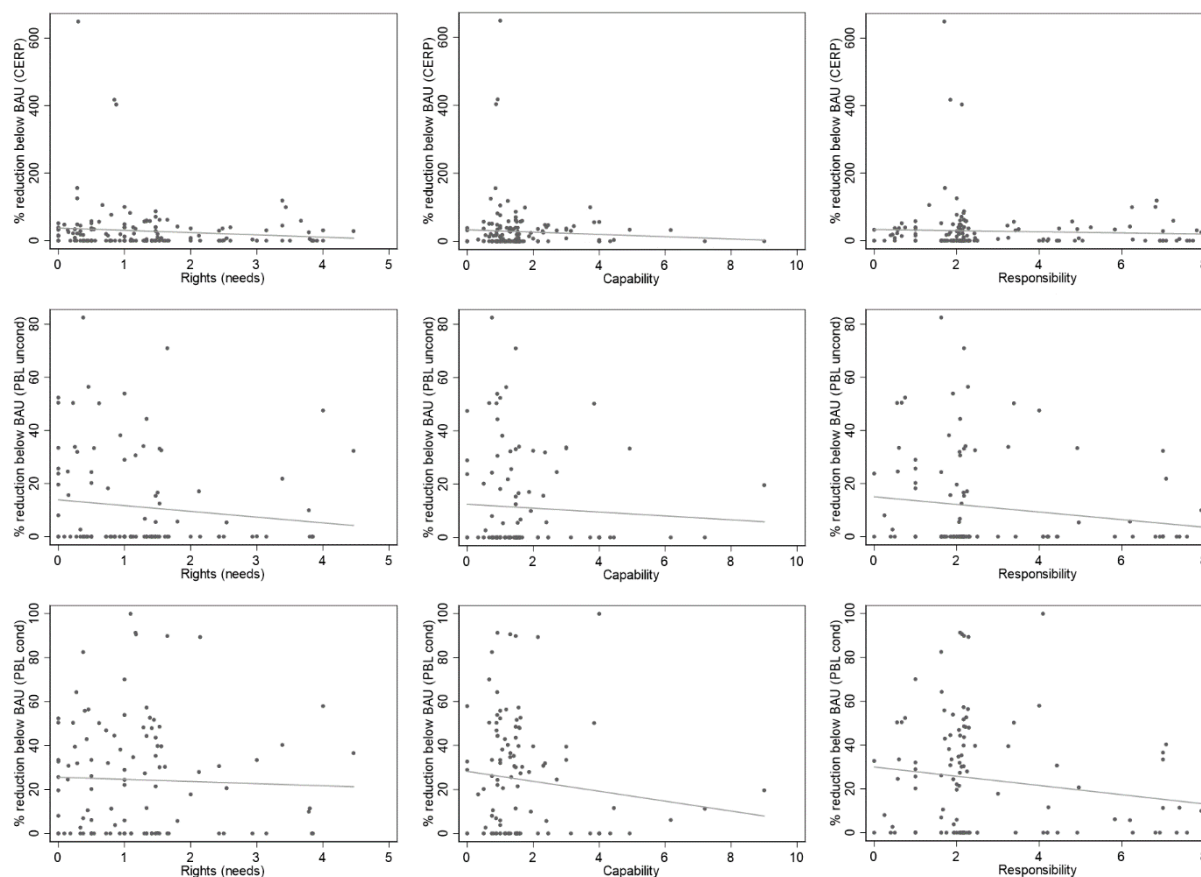 % reduction below BAU (CERP)
0 200 400 600
0 1 2 3 4 5
Rights (needs)
% reduction below BAU (CERP)
0 200 400 600
0 2 4 6 8 10
Capability
% reduction below BAU (CERP)
0 200 400 600
0 2 4 6 8
Responsibility
% reduction below BAU (PBL uncond)
0 20 40 60 80
0 1 2 3 4 5
Rights (needs)
% reduction below BAU (PBL uncond)
0 20 40 60 80
0 2 4 6 8 10
Capability
% reduction below BAU (PBL uncond)
0 20 40 60 80
0 2 4 6 8
Responsibility
% reduction below BAU (PBL cond)
0 20 40 60 80 100
0 1 2 3 4 5
Rights (needs)
% reduction below BAU (PBL cond)
0 20 40 60 80 100
0 2 4 6 8 10
Capability
% reduction below BAU (PBL cond)
0 20 40 60 80 100
0 2 4 6 8
Responsibility